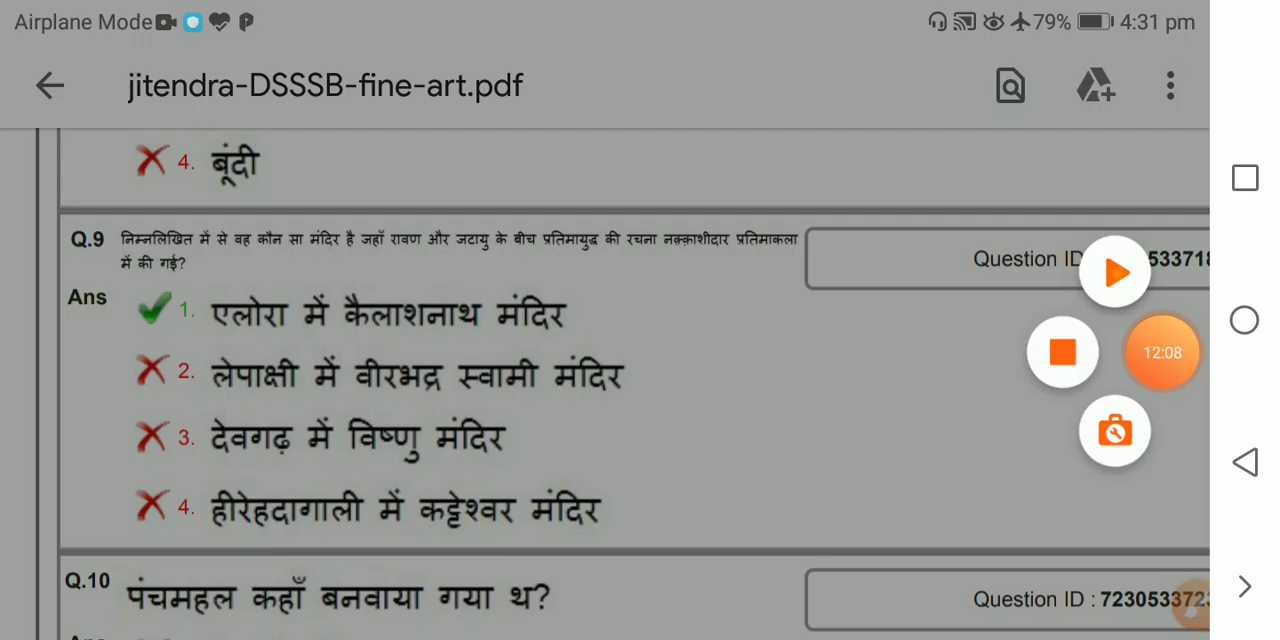 Airplane Mode 79% 4:31 pm
jitendra-DSSSB-fine-art.pdf
4. बूंदी
Q.9 निम्नलिखित में से वह कौन सा मंदिर है जहाँ रावण और जटायु के बीच प्रतिमायुद्ध की रचना नक़्क़ाशीदार प्रतिमाकला
में की गई?
Question ID 533718
Ans 1. एलोरा में कैलाशनाथ मंदिर
2. लेपाक्षी में वीरभद्र स्वामी मंदिर
12:08
3. देवगढ़ में विष्णु मंदिर
4. हीरेहदागाली में कट्टेश्वर मंदिर
Q.10 पंचमहल कहाँ बनवाया गया थ?
Question ID : 723053372